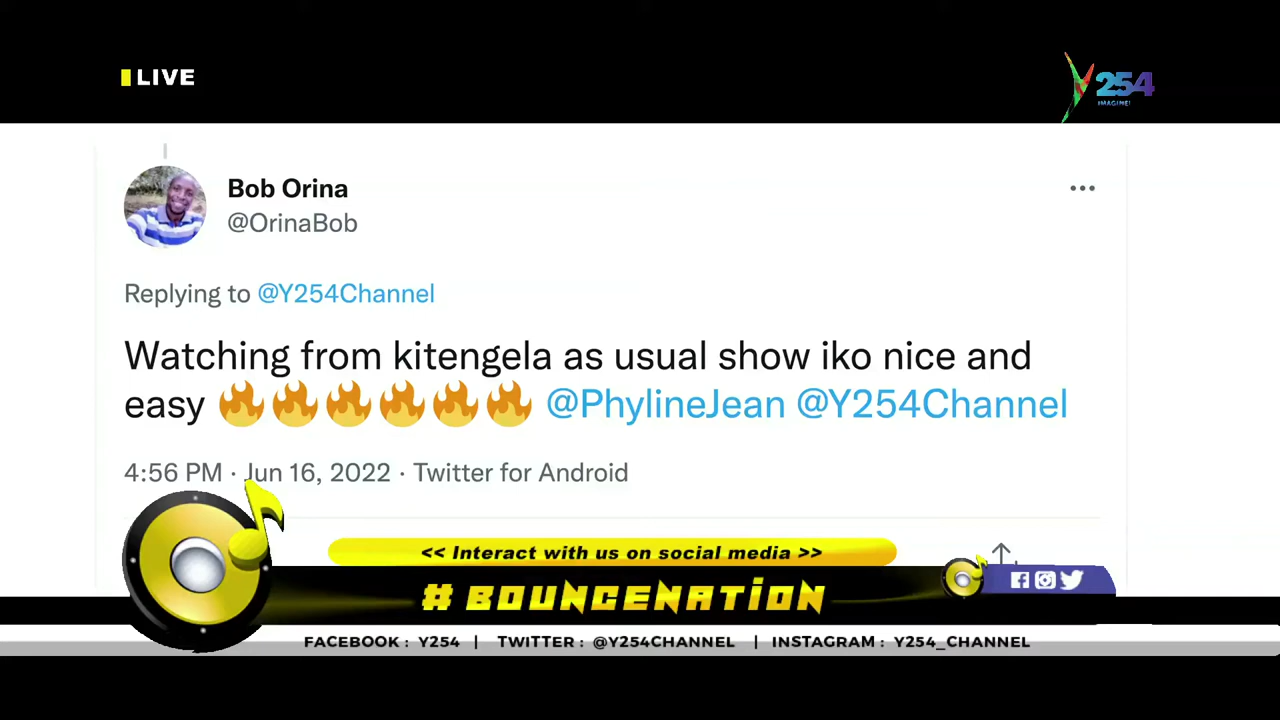 LIVE
Y254
IMAGINE!
Bob Orina
@OrinaBob
Replying to @Y254Channel
Watching from kitengela as usual show iko nice and
easy 🔥🔥🔥🔥🔥🔥 @PhylineJean @Y254Channel
4:56 PM · Jun 16, 2022 · Twitter for Android
<< Interact with us on social media >>
# BOUNCENATION
FACEBOOK : Y254 | TWITTER : @Y254CHANNEL | INSTAGRAM : Y254_CHANNEL